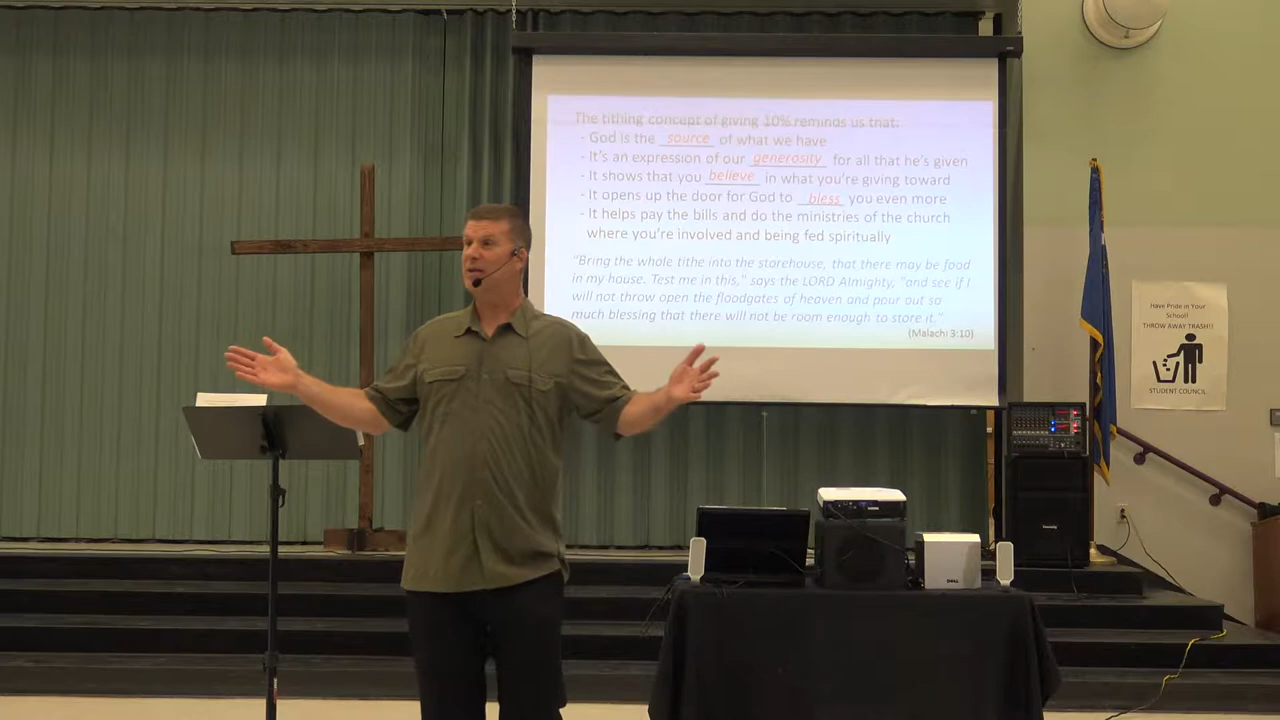 The tithing concept of giving 10% reminds us that:
- God is the source of what we have
- It's an expression of our generosity for all that he's given
- It shows that you believe in what you're giving toward
- It opens up the door for God to bless you even more
- It helps pay the bills and do the ministries of the church
where you're involved and being fed spiritually
"Bring the whole tithe into the storehouse, that there may be food
in my house. Test me in this," says the LORD Almighty, "and see if I
will not throw open the floodgates of heaven and pour out so
much blessing that there will not be room enough to store it."
(Malachi 3:10)
Have Pride in Your
School!
THROW AWAY TRASH!!
STUDENT COUNCIL
DELL